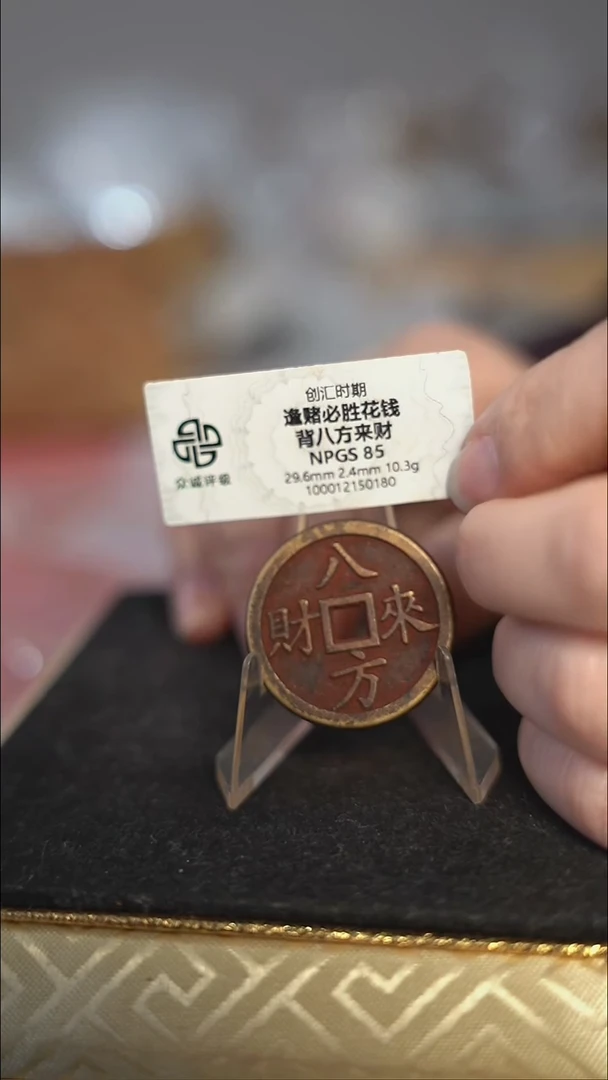 创汇时期
逢赌必胜花钱
背八方来财
NPGS 85
29.6mm 2.4mm 10.3g
100012150180
众诚评级
八
財 來
方